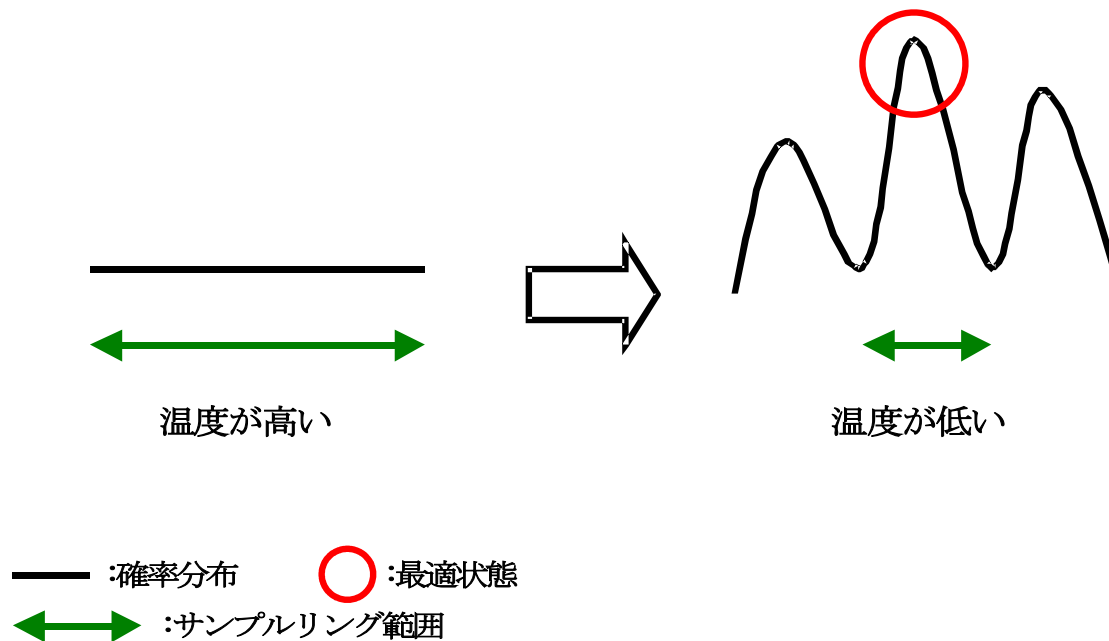 温度が高い
温度が低い
:確率分布
:最適状態
:サンプルリング範囲